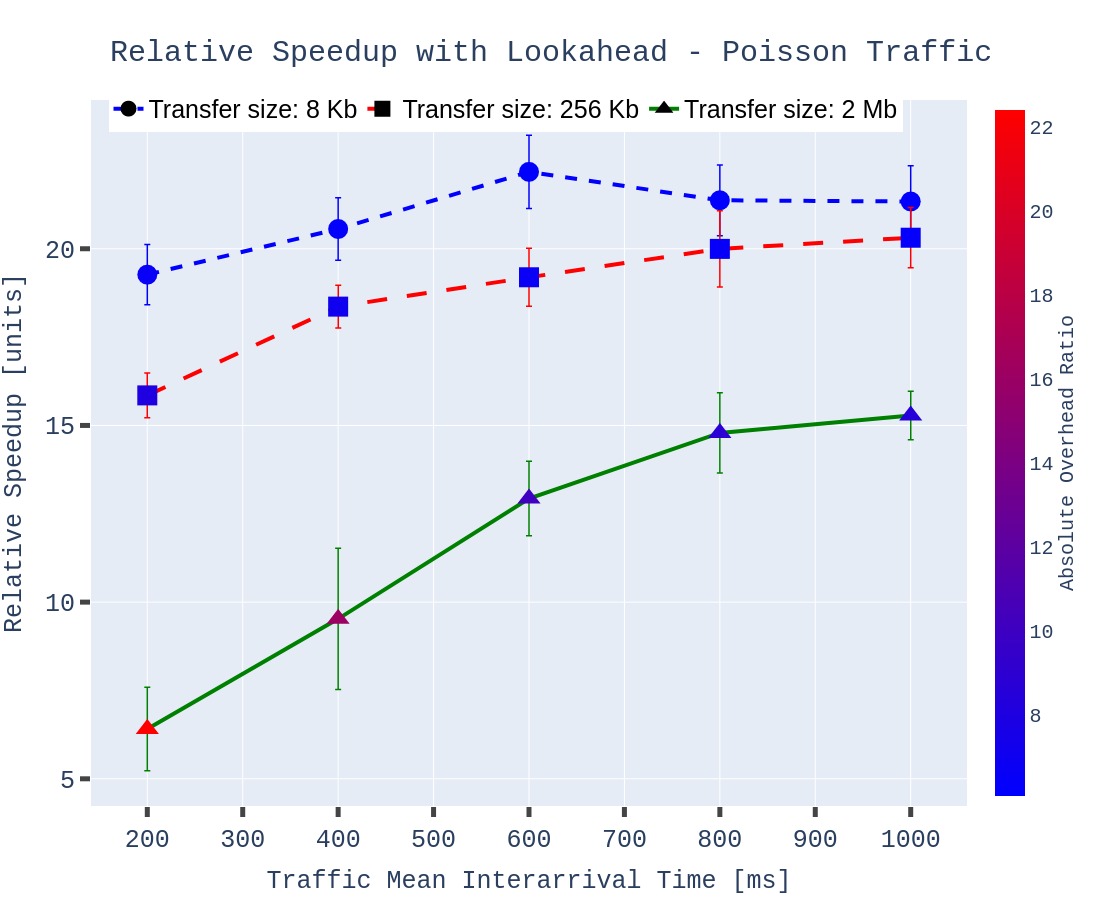 Relative Speedup with Lookahead - Poisson Traffic
Transfer size: 8 Kb Transfer size: 256 Kb Transfer size: 2 Mb
Relative Speedup [units]
20
15
10
5
200 300 400 500 600 700 800 900 1000
Traffic Mean Interarrival Time [ms]
22
20
18
16
14
12
10
8
Absolute Overhead Ratio